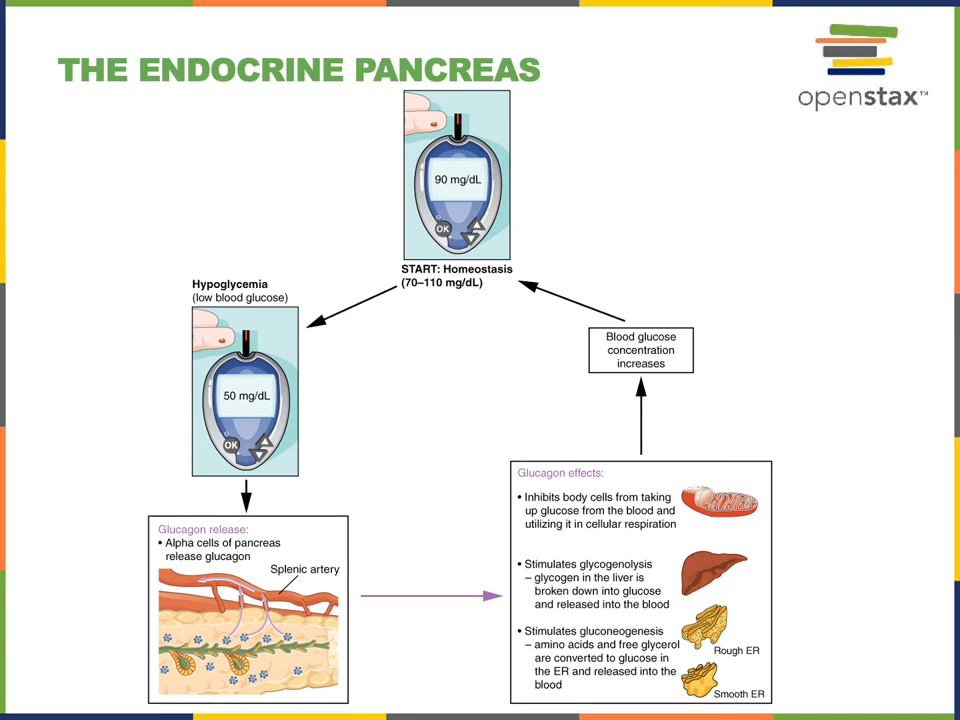 THE ENDOCRINE PANCREAS
openstax™
90 mg/dL
OK
START: Homeostasis
(70–110 mg/dL)
Hypoglycemia
(low blood glucose)
50 mg/dL
OK
Glucagon release:
• Alpha cells of pancreas
release glucagon
Splenic artery
Glucagon effects:
• Inhibits body cells from taking
up glucose from the blood and
utilizing it in cellular respiration
• Stimulates glycogenolysis
– glycogen in the liver is
broken down into glucose
and released into the blood
• Stimulates gluconeogenesis
– amino acids and free glycerol
are converted to glucose in
the ER and released into the
blood
Rough ER
Smooth ER
Blood glucose
concentration
increases